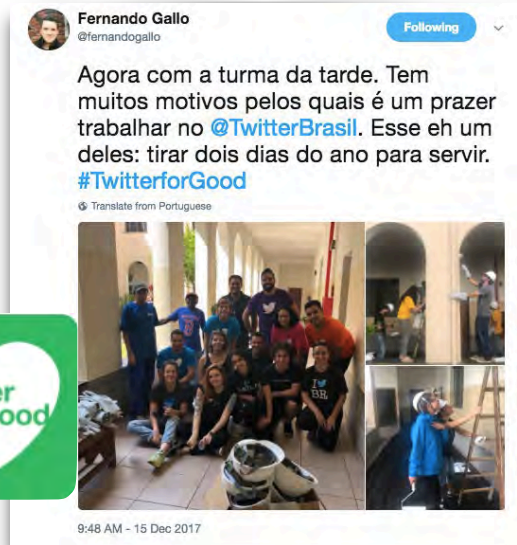 Fernando Gallo
@fernandogallo
Following
Agora com a turma da tarde. Tem
muitos motivos pelos quais é um prazer
trabalhar no @TwitterBrasil. Esse eh um
deles: tirar dois dias do ano para servir.
#TwitterforGood
Translate from Portuguese
BR
er
ood
9:48 AM - 15 Dec 2017